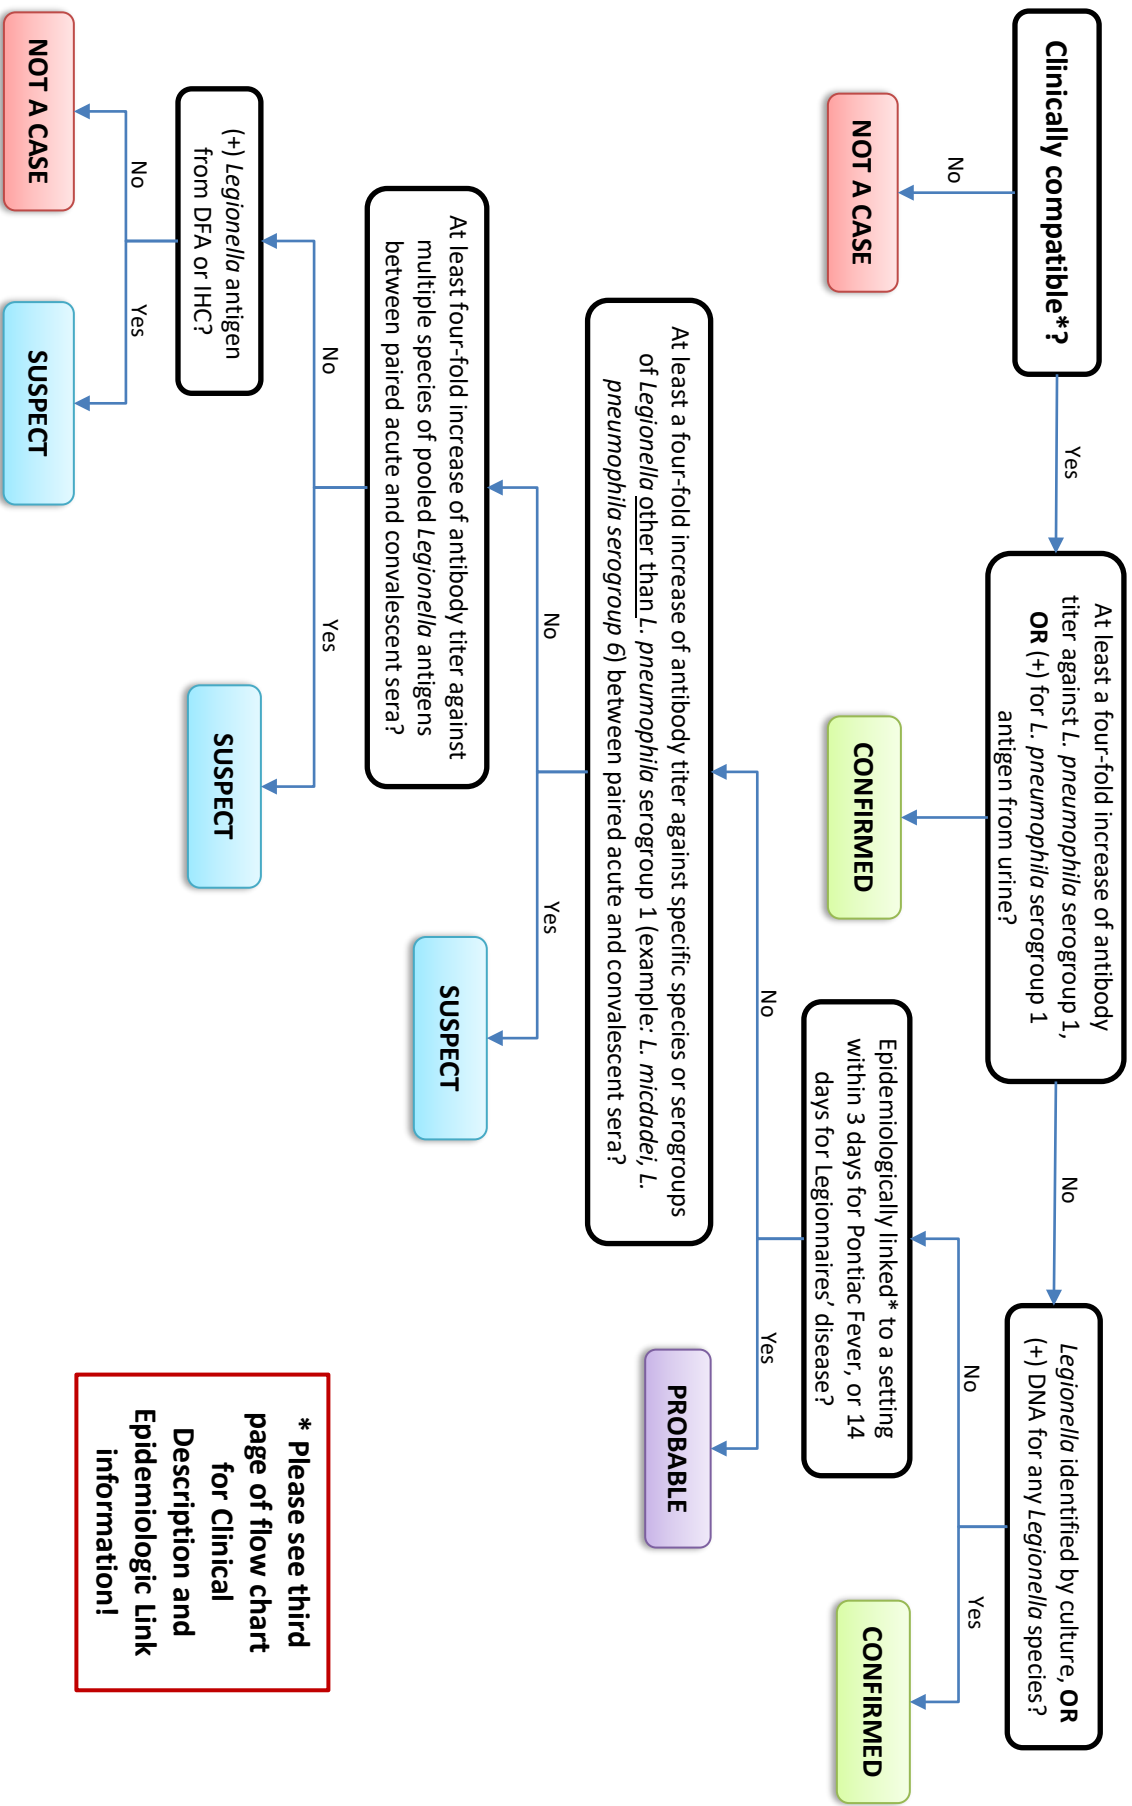 Clinically compatible*?
No
NOT A CASE
Yes
At least a four-fold increase of antibody
titer against L. pneumophila serogroup 1,
OR (+) for L. pneumophila serogroup 1
antigen from urine?
CONFIRMED
No
Legionella identified by culture, OR
(+) DNA for any Legionella species?
No
Yes
CONFIRMED
Epidemiologically linked* to a setting
within 3 days for Pontiac Fever, or 14
days for Legionnaires’ disease?
No
Yes
PROBABLE
At least a four-fold increase of antibody titer against specific species or serogroups
of Legionella other than L. pneumophila serogroup 1 (example: L. micdadei, L.
pneumophila serogroup 6) between paired acute and convalescent sera?
No
Yes
SUSPECT
At least four-fold increase of antibody titer against
multiple species of pooled Legionella antigens
between paired acute and convalescent sera?
No
Yes
SUSPECT
(+) Legionella antigen
from DFA or IHC?
No
Yes
NOT A CASE
SUSPECT
* Please see third
page of flow chart
for Clinical
Description and
Epidemiologic Link
information!